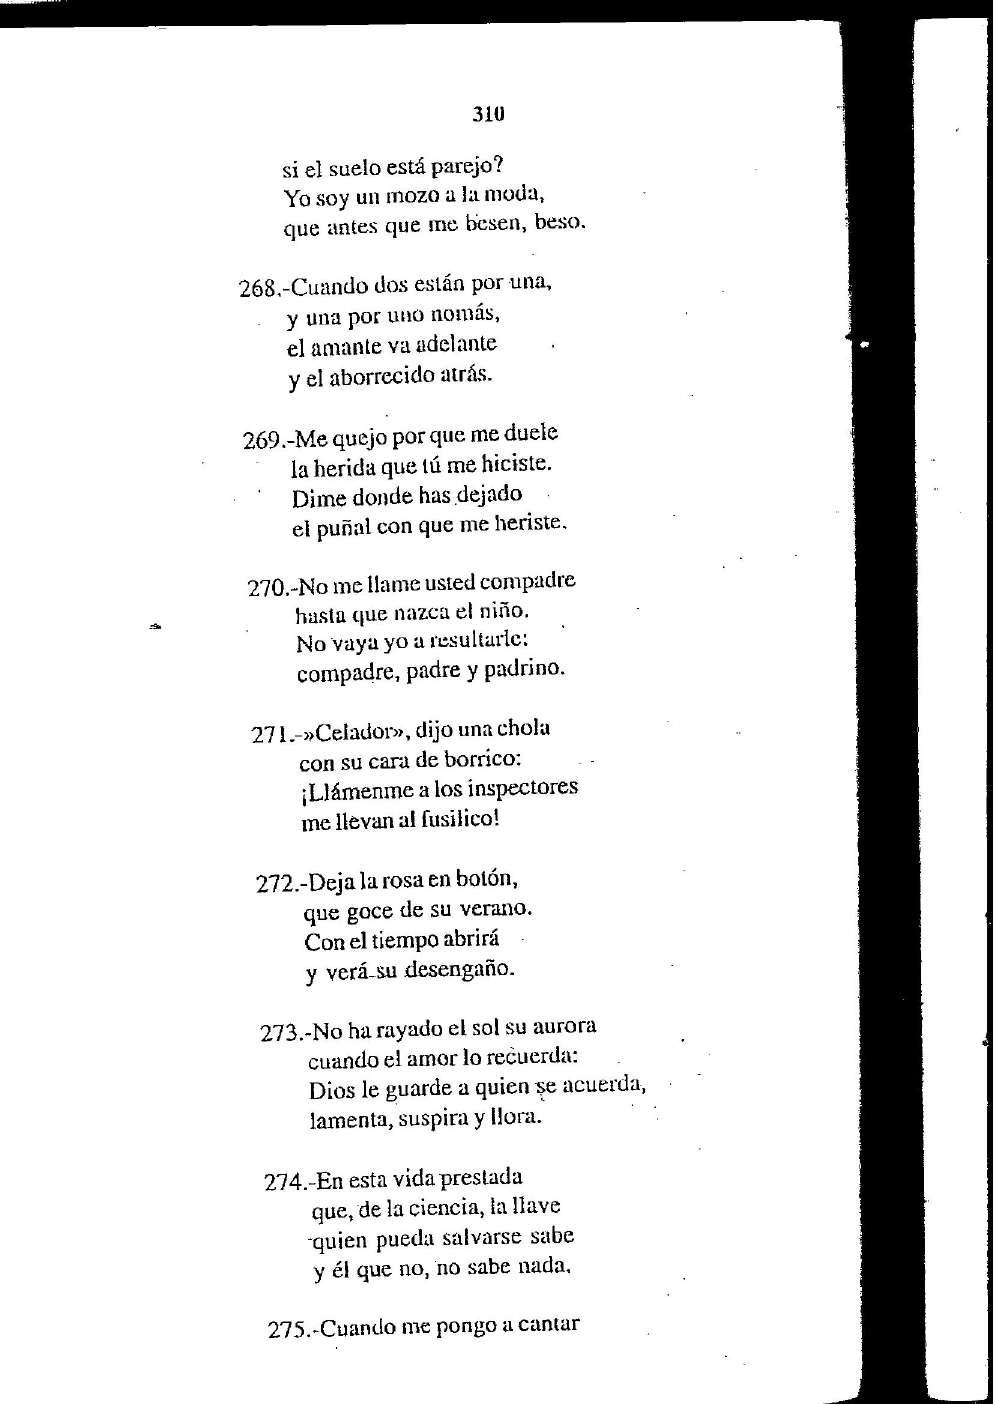 310
si el suelo está parejo?
Yo soy un mozo a la moda,
que antes que me besen, beso.
268.-Cuando dos están por una,
y una por uno nomás,
el amante va adelante
y el aborrecido atrás.
269.-Me quejo por que me duele
la herida que tú me hiciste.
Dime donde has dejado
el puñal con que me heriste.
270.-No me llame usted compadre
hasta que nazca el niño.
No vaya yo a resultarle:
compadre, padre y padrino.
271.-»Celador», dijo una chola
con su cara de borrico:
¡Llámenme a los inspectores
me llevan al fusilico!
272.-Deja la rosa en botón,
que goce de su verano.
Con el tiempo abrirá
y verá su desengaño.
273.-No ha rayado el sol su aurora
cuando el amor lo recuerda:
Dios le guarde a quien se acuerda,
lamenta, suspira y llora.
274.-En esta vida prestada
que, de la ciencia, la llave
quien pueda salvarse sabe
y él que no, no sabe nada.
275.-Cuando me pongo a cantar